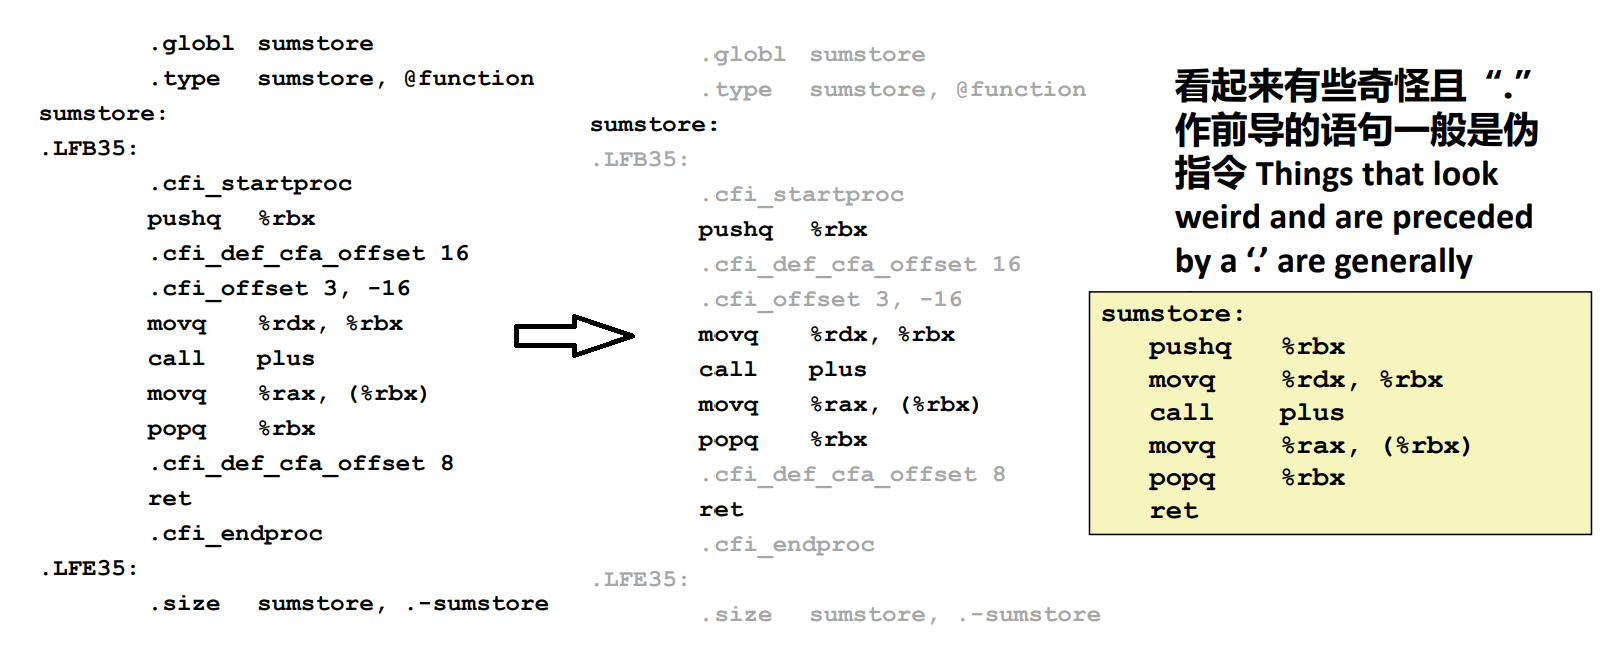 .globl sumstore
.type sumstore, @function
sumstore:
.LFB35:
.cfi_startproc
pushq %rbx
.cfi_def_cfa_offset 16
.cfi_offset 3, -16
movq %rdx, %rbx
call plus
movq %rax, (%rbx)
popq %rbx
.cfi_def_cfa_offset 8
ret
.cfi_endproc
.LFE35:
.size sumstore, .-sumstore
.globl sumstore
.type sumstore, @function
sumstore:
.LFB35:
.cfi_startproc
pushq %rbx
.cfi_def_cfa_offset 16
.cfi_offset 3, -16
movq %rdx, %rbx
call plus
movq %rax, (%rbx)
popq %rbx
.cfi_def_cfa_offset 8
ret
.cfi_endproc
.LFE35:
.size sumstore, .-sumstore
看起来有些奇怪且 “.”
作前导的语句一般是伪
指令 Things that look
weird and are preceded
by a ‘.’ are generally
sumstore:
pushq %rbx
movq %rdx, %rbx
call plus
movq %rax, (%rbx)
popq %rbx
ret